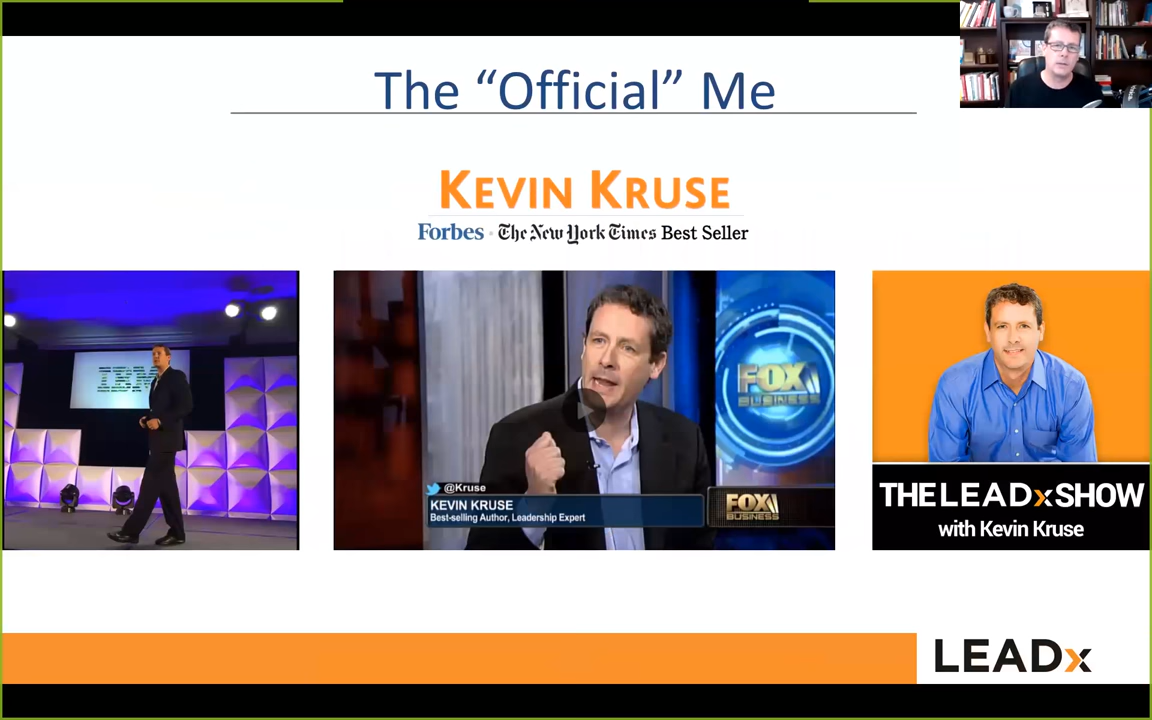 The “Official” Me
KEVIN KRUSE
Forbes • The New York Times Best Seller
IBM
@Kruse
KEVIN KRUSE
Best-selling Author, Leadership Expert
FOX
BUSINESS
FOX
BUSINESS
THE LEADx SHOW
with Kevin Kruse
LEADx